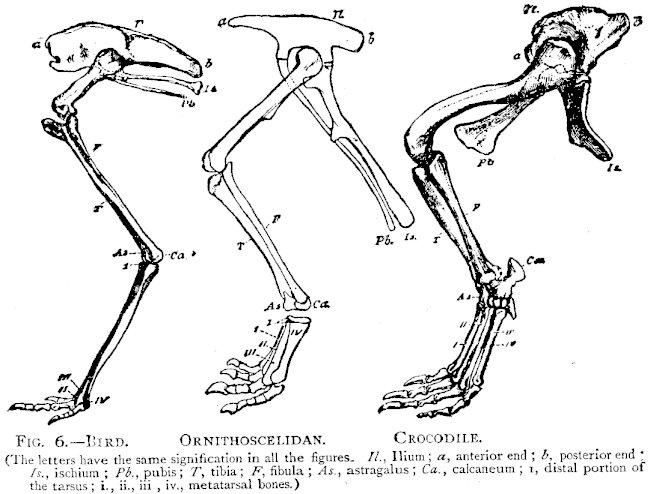 a r b Is. Pb F T As Ca. 1 III II IV
a Il. b Pb. Is. F T As Ca. 1 I II III IV
Il. B a Pb Is. F T Ca. As II I III IV
FIG. 6.—BIRD. ORNITHOSCELIDAN. CROCODILE.
(The letters have the same signification in all the figures. Il., Ilium; a, anterior end; b, posterior end;
Is., ischium; Pb., pubis; T, tibia; F, fibula; As., astragalus; Ca., calcaneum; 1, distal portion of
the tarsus; i., ii., iii, iv., metatarsal bones.)